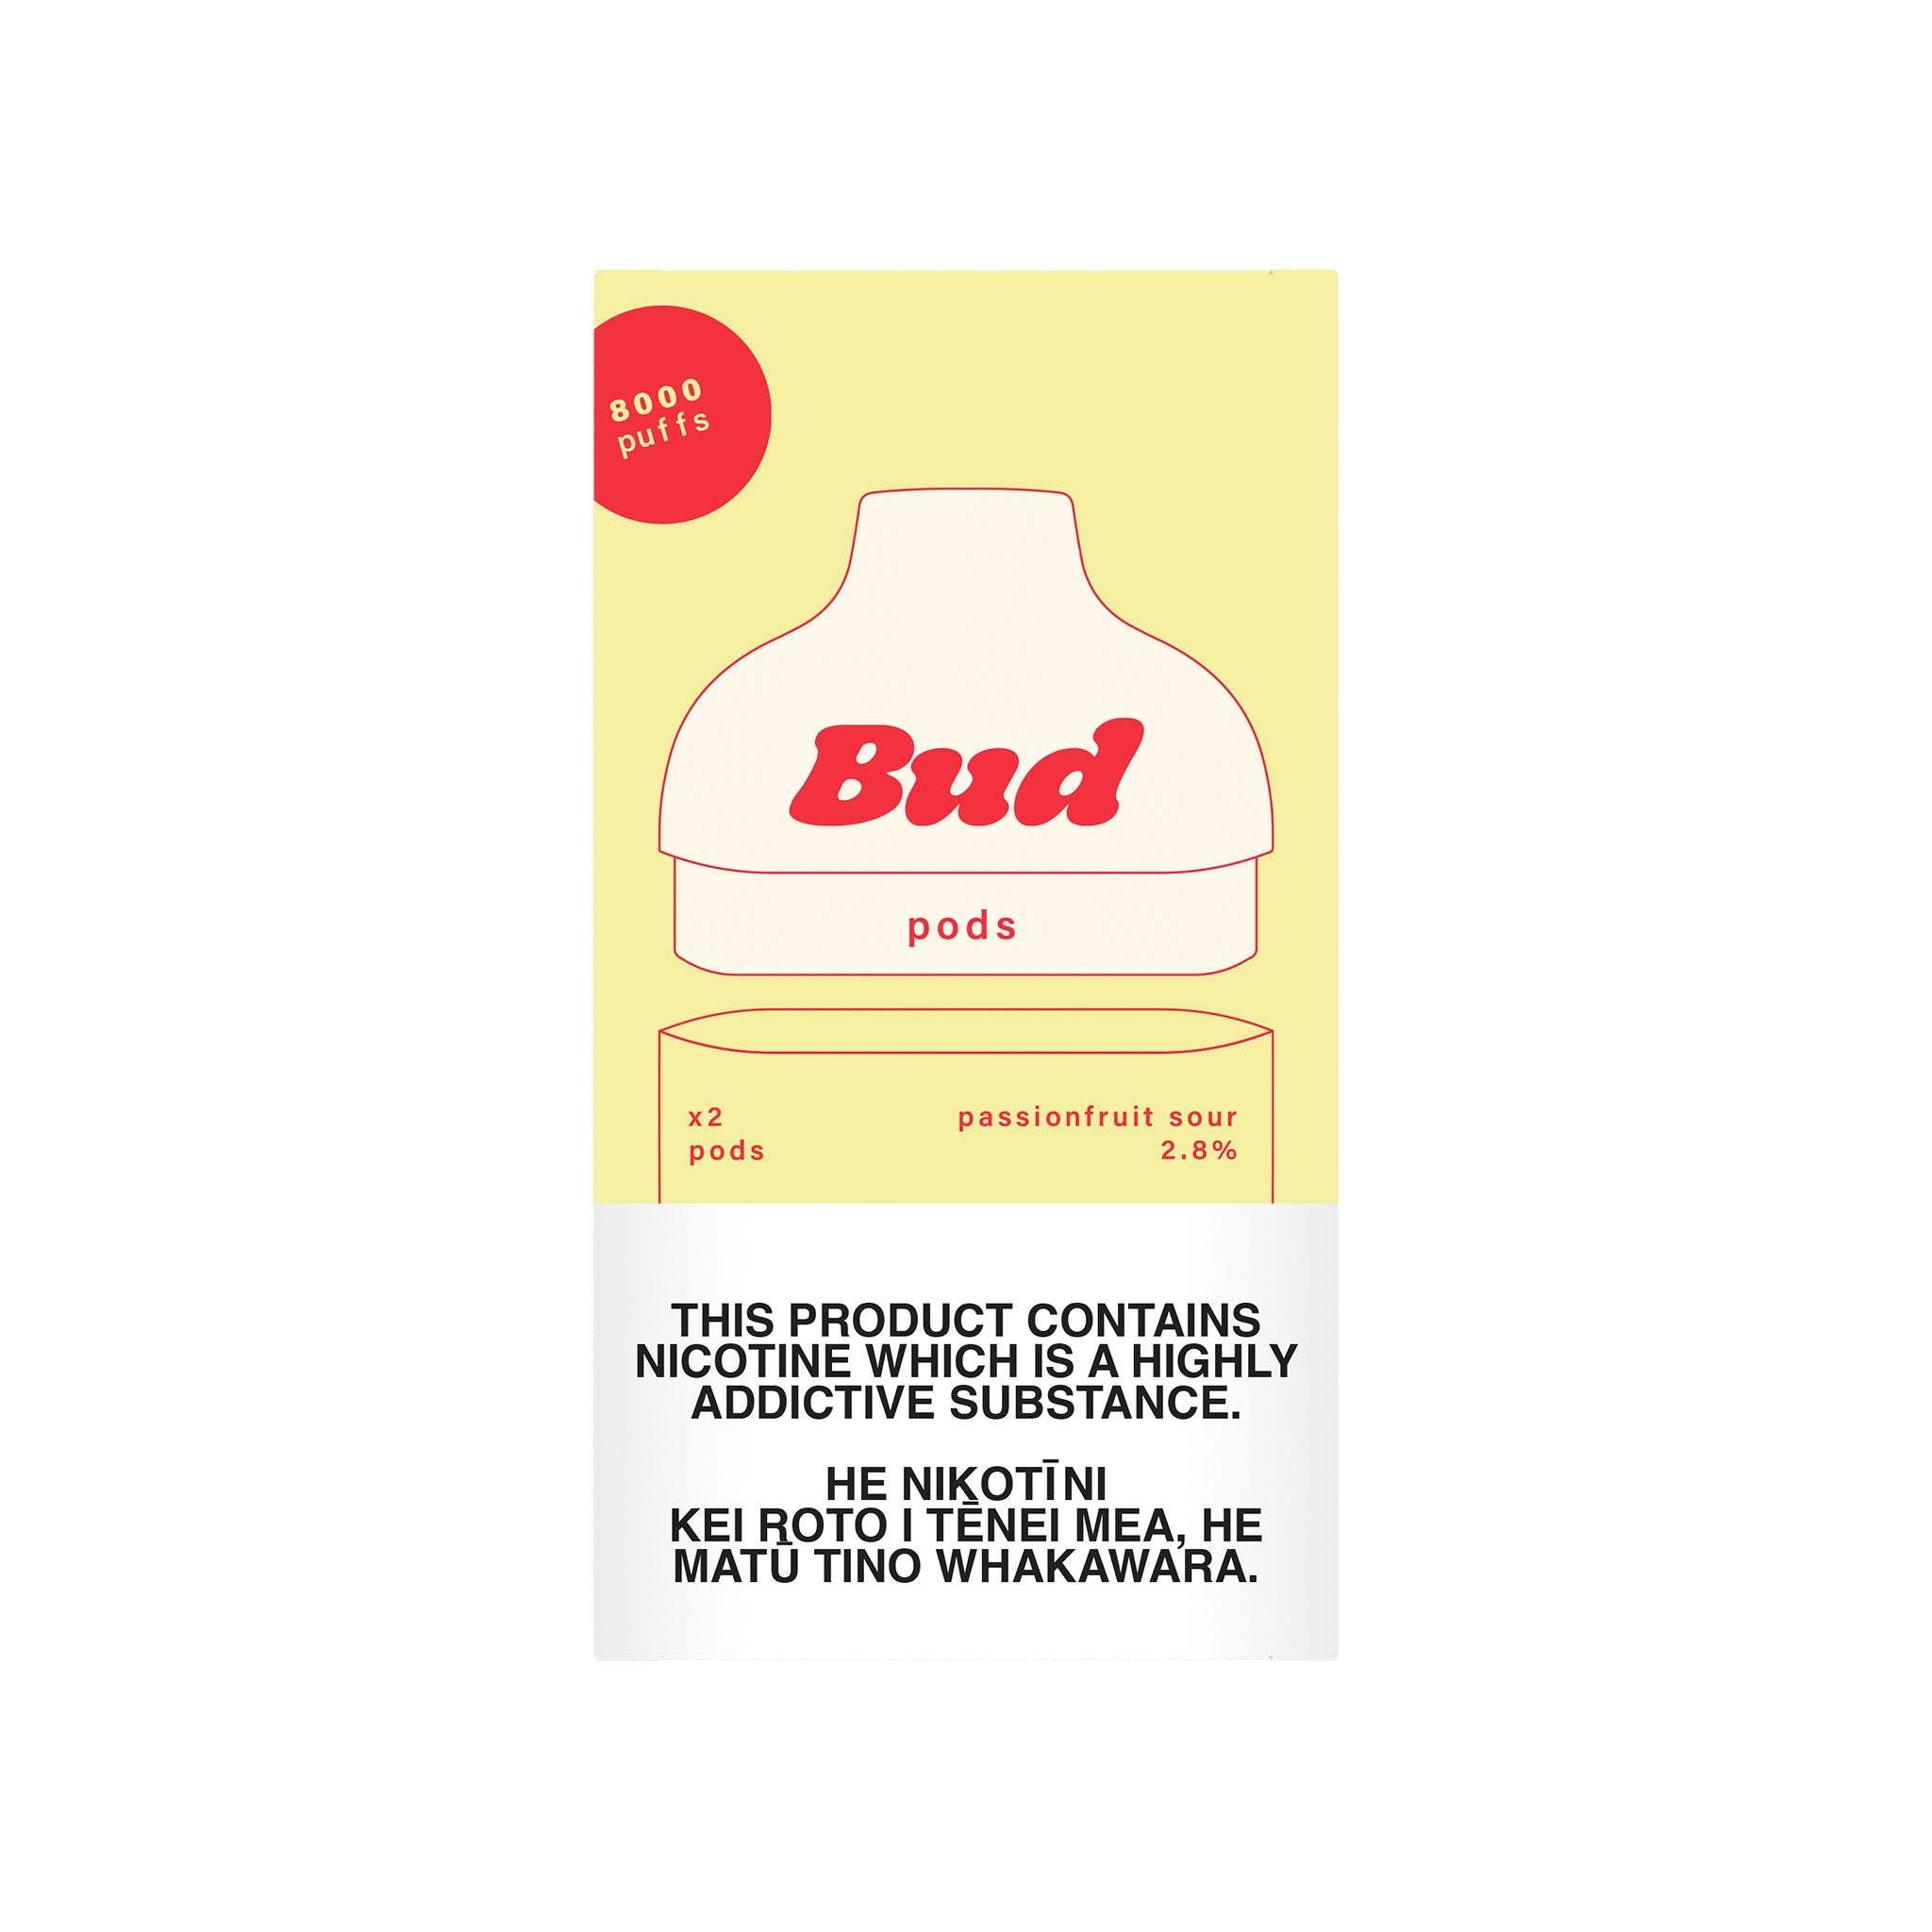 8000
puffs
Bud
pods
x2
pods
passionfruit sour
2.8%
THIS PRODUCT CONTAINS
NICOTINE WHICH IS A HIGHLY
ADDICTIVE SUBSTANCE.
HE NIKOTĪNI
KEI ROTO I TĒNEI MEA, HE
MATŪ TINO WHAKAWARA.